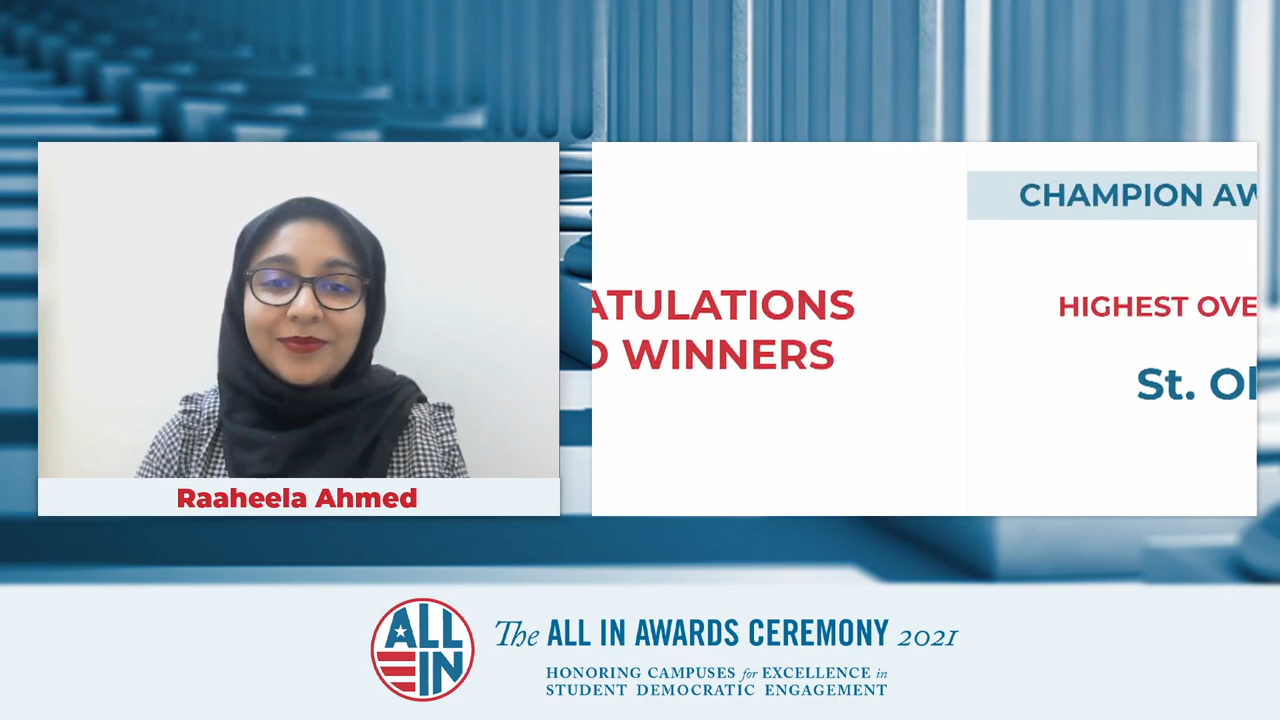 CHAMPION AW
ATULATIONS
WINNERS
HIGHEST OVE
St. Ol
Raaheela Ahmed
ALL
IN
The ALL IN AWARDS CEREMONY 2021
HONORING CAMPUSES for EXCELLENCE in
STUDENT DEMOCRATIC ENGAGEMENT